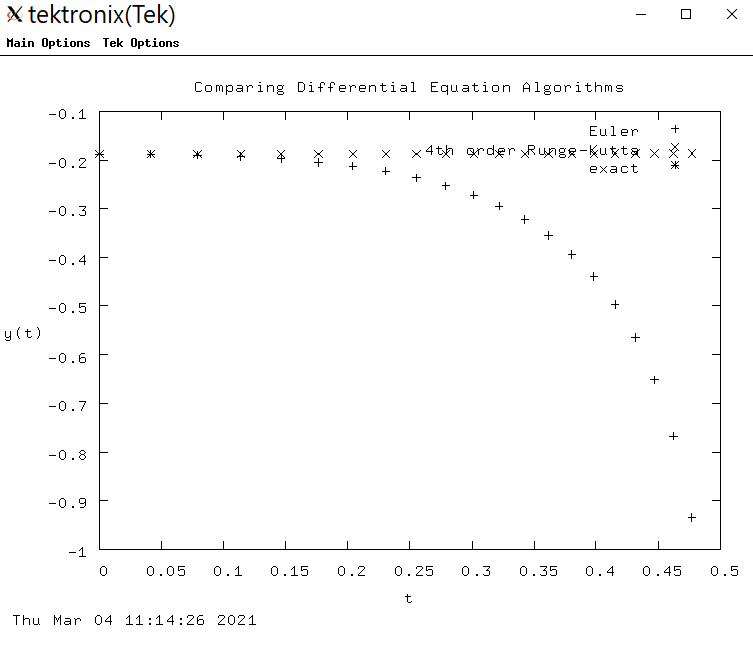 tektronix(Tek)
Main Options Tek Options
Comparing Differential Equation Algorithms
Euler
4th order Runge-Kutta
exact
-0.1
-0.2
-0.3
-0.4
-0.5
y(t)
-0.6
-0.7
-0.8
-0.9
-1
0 0.05 0.1 0.15 0.2 0.25 0.3 0.35 0.4 0.45 0.5
t
Thu Mar 04 11:14:26 2021